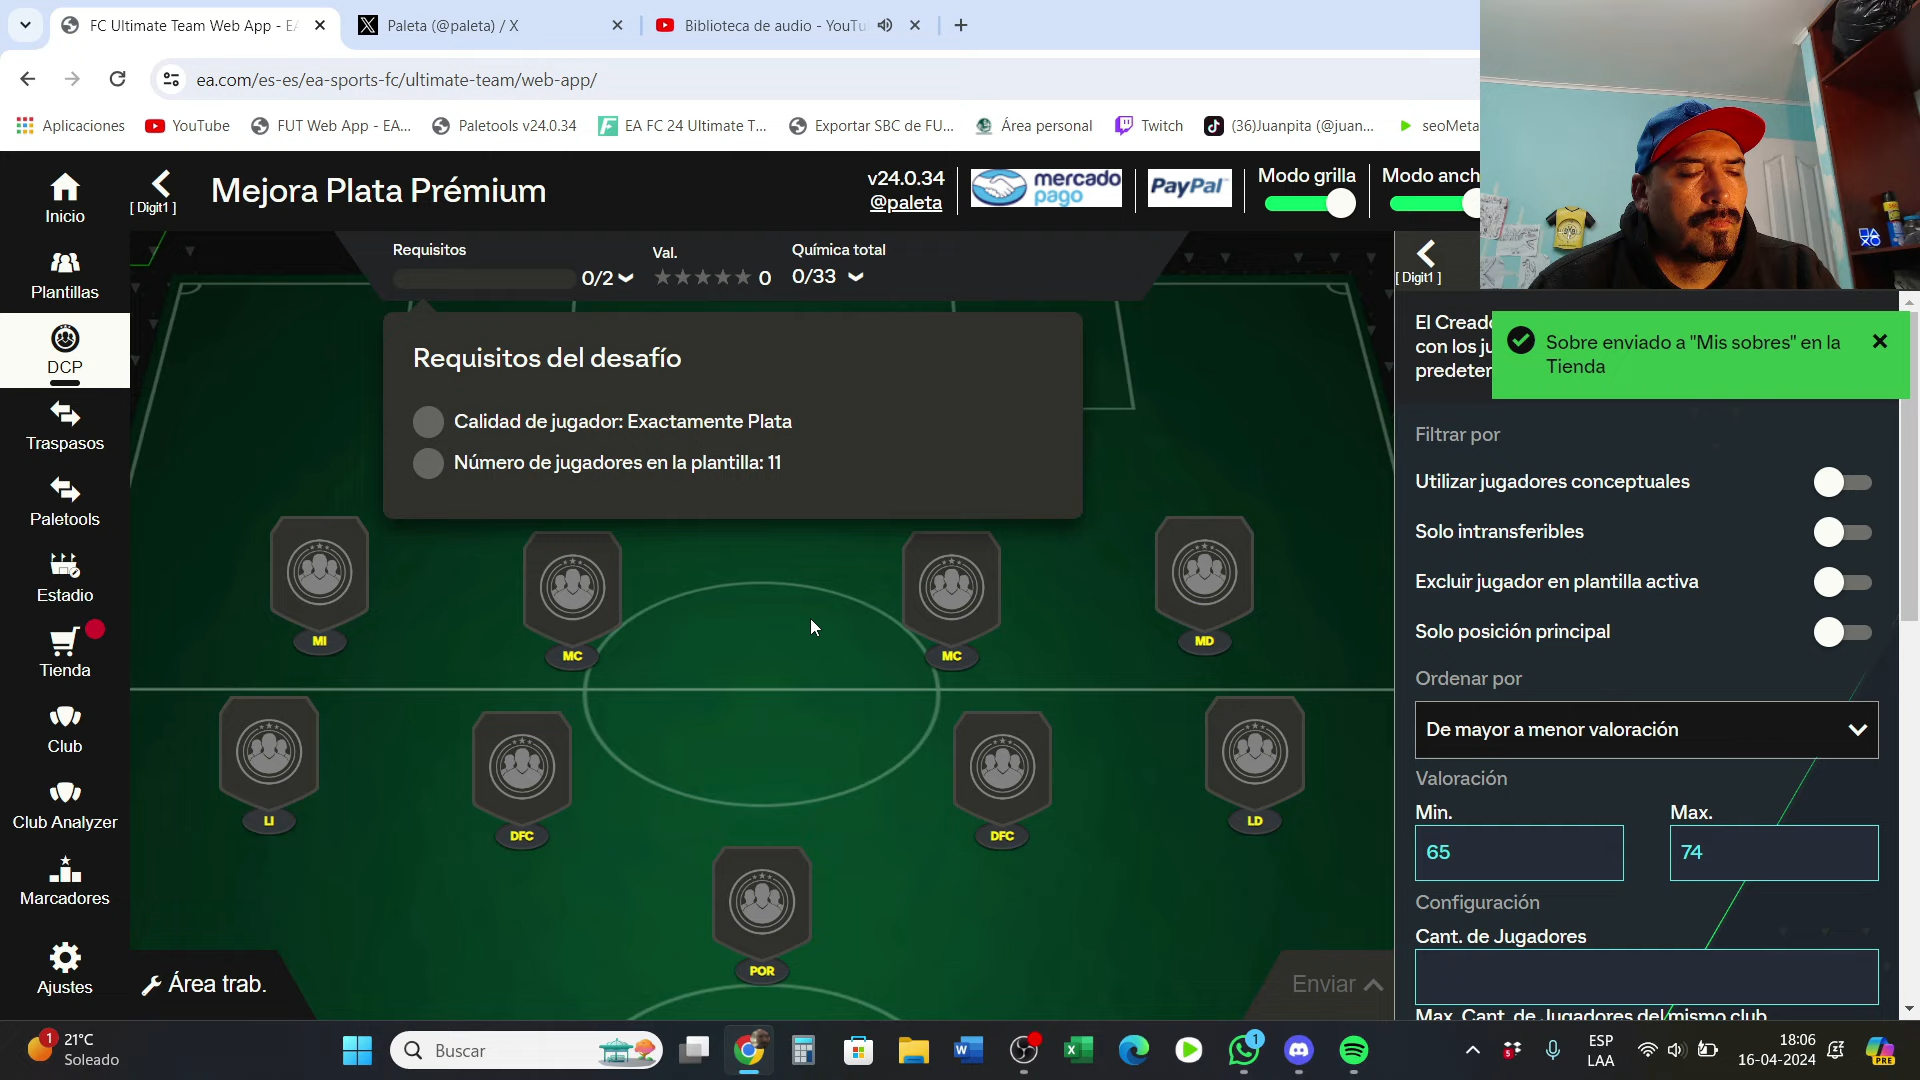 FC Ultimate Team Web App - EA
Paleta (@paleta) / X
Biblioteca de audio - YouTu
ea.com/es-es/ea-sports-fc/ultimate-team/web-app/
Aplicaciones
YouTube
FUT Web App - EA...
Paletools v24.0.34
EA FC 24 Ultimate T...
Exportar SBC de FU...
Área personal
Twitch
(36)Juanpita (@juan...
seoMeta
Inicio
Plantillas
DCP
Traspasos
Paletools
Estadio
Tienda
Club
Club Analyzer
Marcadores
Ajustes
[ Digit1 ]
Mejora Plata Prémium
v24.0.34
@paleta
mercado
pago
PayPal
Modo grilla
Modo anch
Requisitos
0/2
Val.
0
Química total
0/33
Requisitos del desafío
Calidad de jugador: Exactamente Plata
Número de jugadores en la plantilla: 11
MI
MC
MC
MD
LI
DFC
DFC
LD
POR
Área trab.
Enviar
[ Digit1 ]
El Creado
con los ju
predeter
Sobre enviado a "Mis sobres" en la
Tienda
Filtrar por
Utilizar jugadores conceptuales
Solo intransferibles
Excluir jugador en plantilla activa
Solo posición principal
Ordenar por
De mayor a menor valoración
Valoración
Min.
Max.
65
74
Configuración
Cant. de Jugadores
Max. Cant. de Jugadores del mismo club
1
21°C
Soleado
Buscar
1
5
ESP
LAA
18:06
16-04-2024
PRE